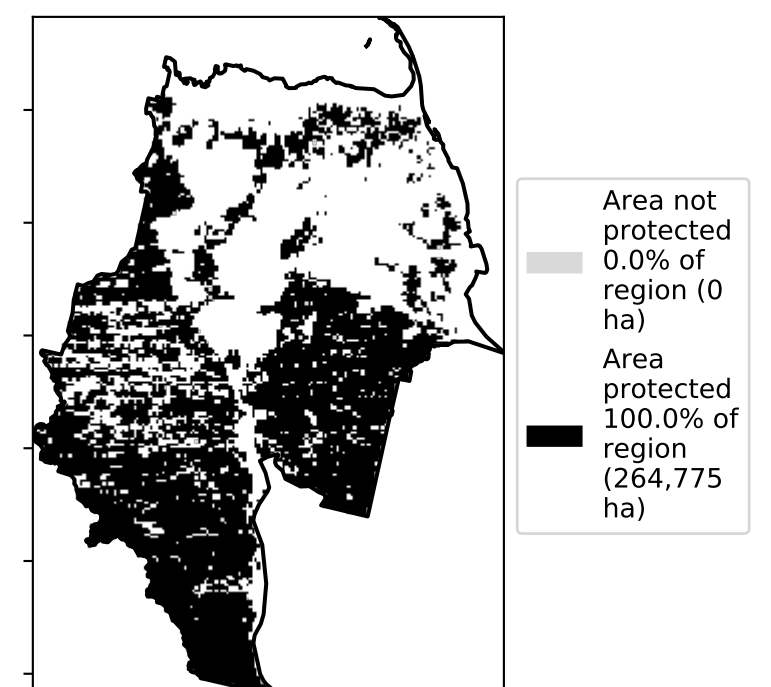 Area not
protected
0.0% of
region (0
ha)
Area
protected
100.0% of
region
(264,775
ha)